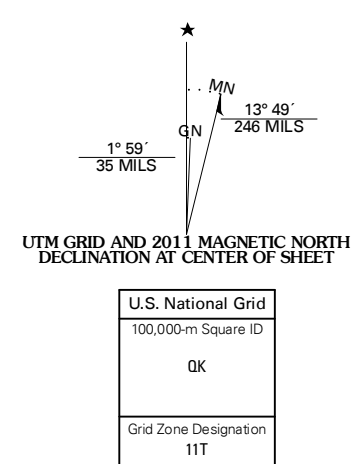 ★
MN
GN
13° 49´
246 MILS
1° 59´
35 MILS
UTM GRID AND 2011 MAGNETIC NORTH
DECLINATION AT CENTER OF SHEET
U.S. National Grid
100,000-m Square ID
QK
Grid Zone Designation
11T